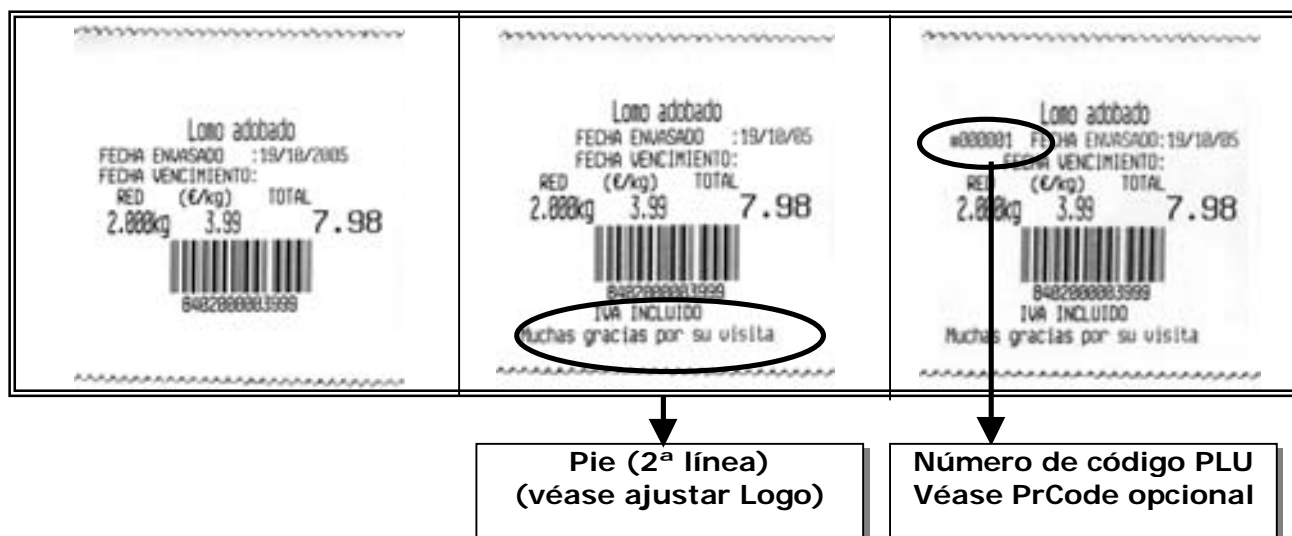 Lomo adobado
FECHA ENVASADO :19/10/2005
FECHA VENCIMIENTO:
RED (€/kg) TOTAL
2.000kg 3.99 7.98
8402000003999
Lomo adobado
FECHA ENVASADO :19/10/05
FECHA VENCIMIENTO:
RED (€/kg) TOTAL
2.000kg 3.99 7.98
8402000003999
IVA INCLUIDO
Muchas gracias por su visita
Lomo adobado
#000001 FECHA ENVASADO:19/10/05
FECHA VENCIMIENTO:
RED (€/kg) TOTAL
2.000kg 3.99 7.98
8402000003999
IVA INCLUIDO
Muchas gracias por su visita
Pie (2ª línea)
(véase ajustar Logo)
Número de código PLU
Véase PrCode opcional